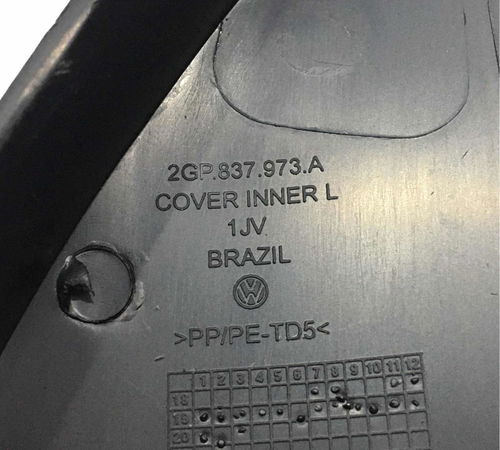 2GP.837.973.A
COVER INNER L
1JV
BRAZIL
>PP/PE-TD5<
1 2 3 4 5 6 7 8 9 10 11 12
18
19
20